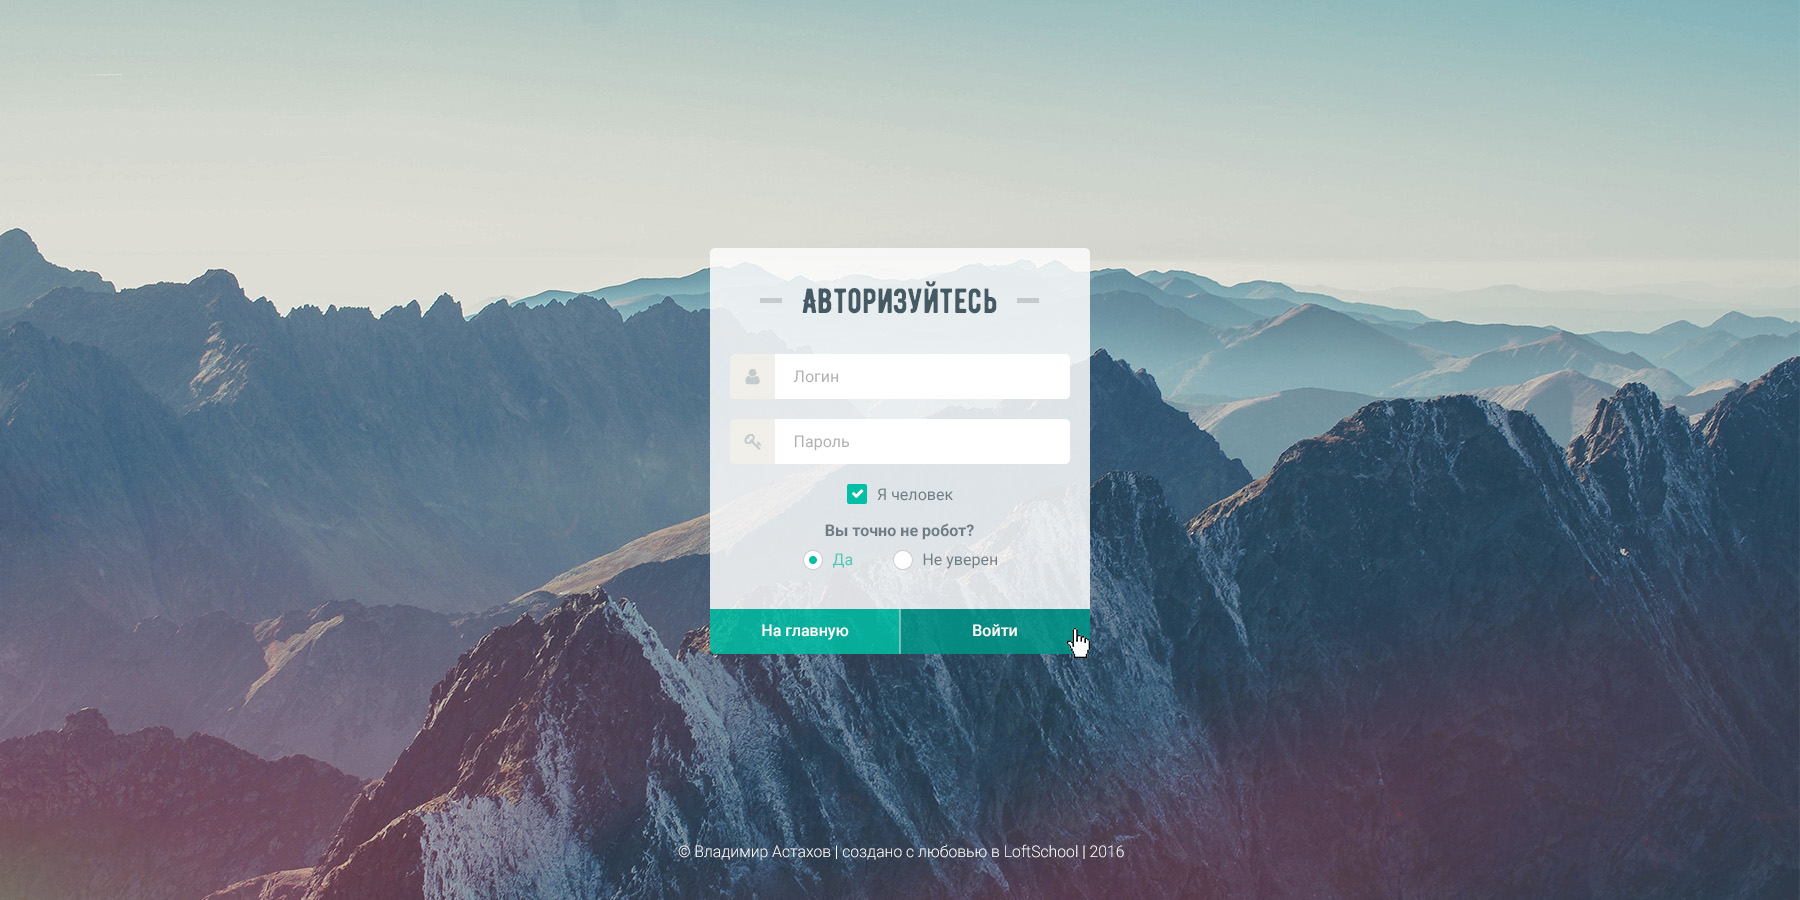 АВТОРИЗУЙТЕСЬ
Логин
Пароль
Я человек
Вы точно не робот?
Да
Не уверен
На главную
Войти
© Владимир Астахов | создано с любовью в LoftSchool | 2016